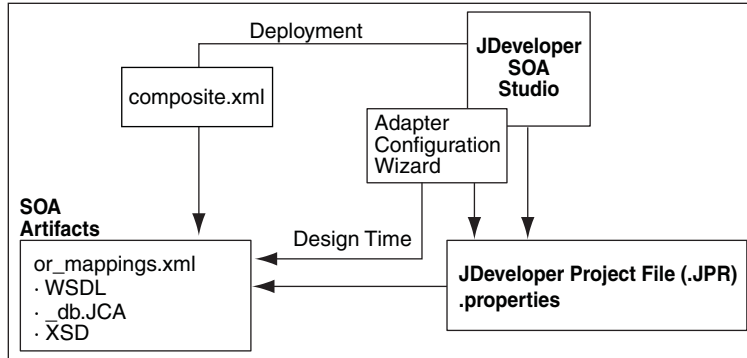 Deployment
JDeveloper
SOA
Studio
composite.xml
Adapter
Configuration
Wizard
SOA
Artifacts
Design Time
or_mappings.xml
· WSDL
· _db.JCA
· XSD
JDeveloper Project File (.JPR)
.properties